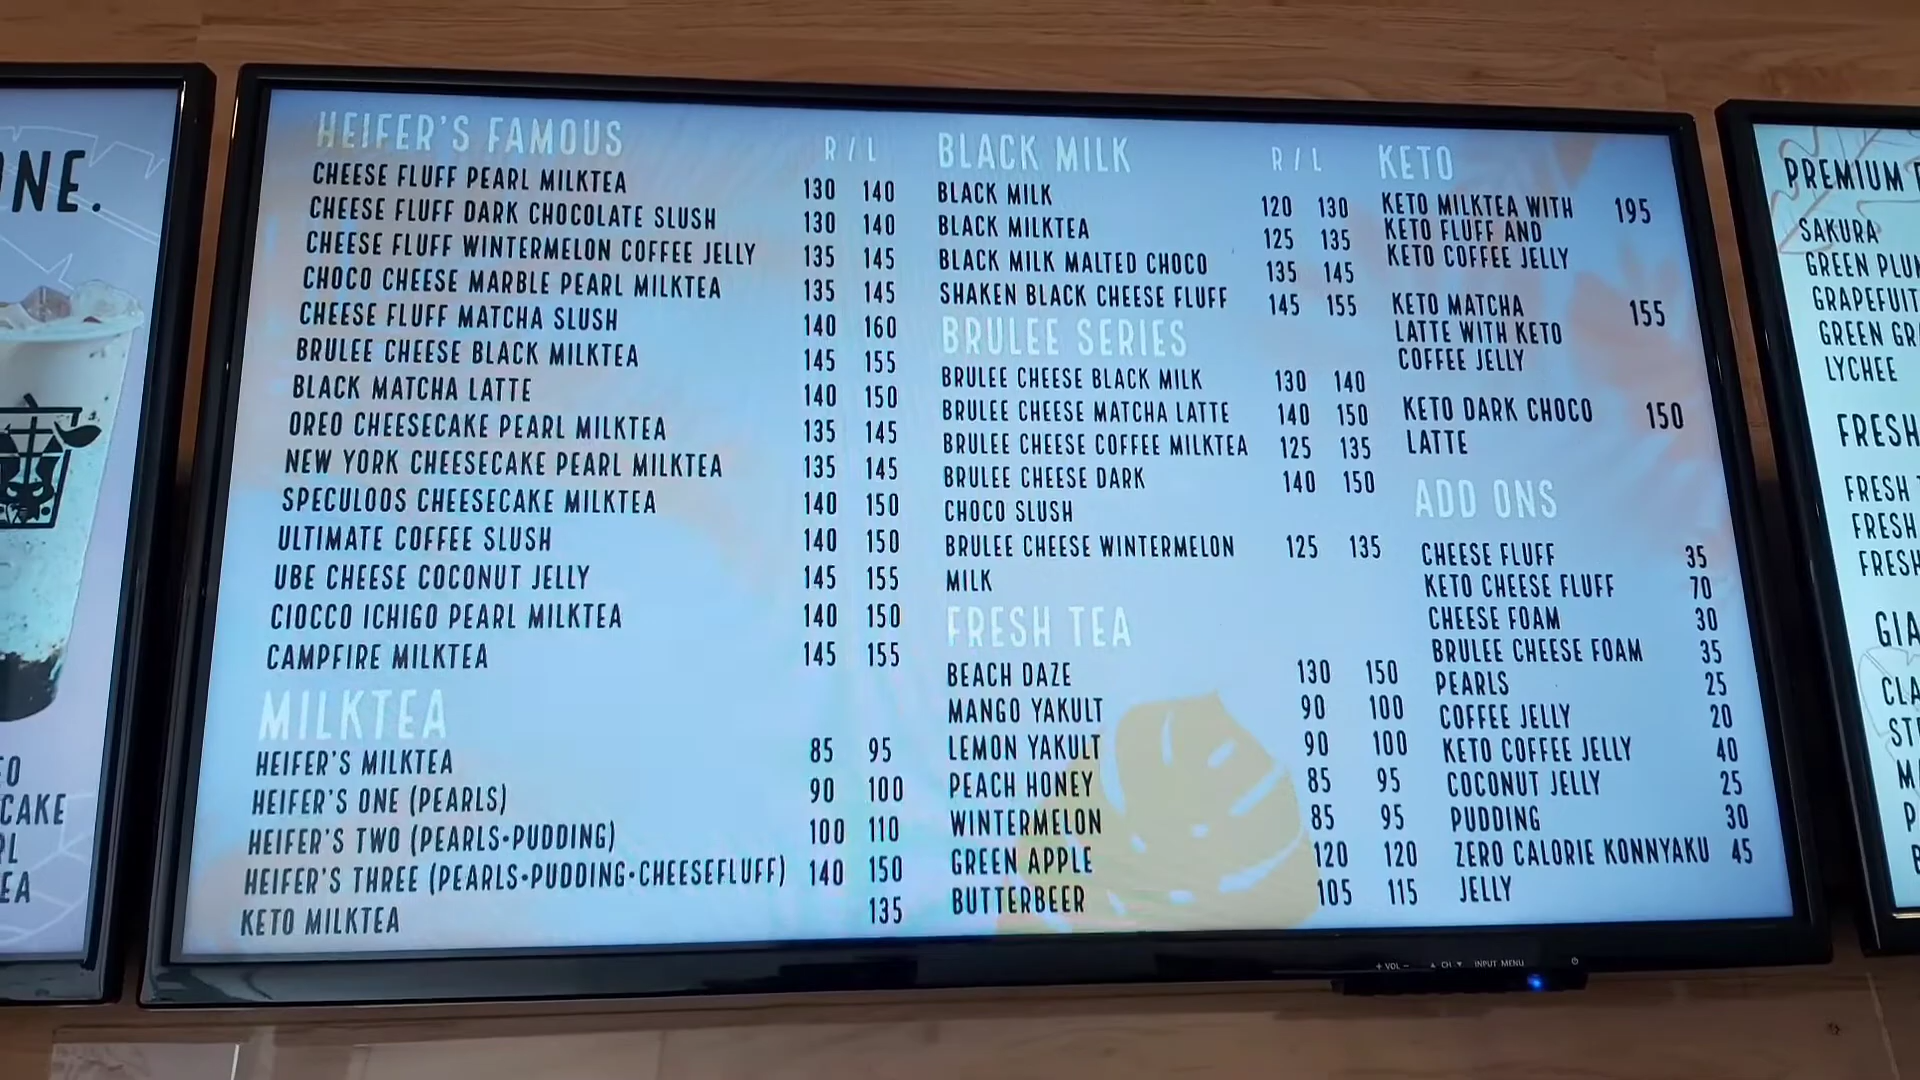 NE.
HEIFER'S FAMOUS R / L
CHEESE FLUFF PEARL MILKTEA 130 140
CHEESE FLUFF DARK CHOCOLATE SLUSH 130 140
CHEESE FLUFF WINTERMELON COFFEE JELLY 135 145
CHOCO CHEESE MARBLE PEARL MILKTEA 135 145
CHEESE FLUFF MATCHA SLUSH 140 160
BRULEE CHEESE BLACK MILKTEA 145 155
BLACK MATCHA LATTE 140 150
OREO CHEESECAKE PEARL MILKTEA 135 145
NEW YORK CHEESECAKE PEARL MILKTEA 135 145
SPECULOOS CHEESECAKE MILKTEA 140 150
ULTIMATE COFFEE SLUSH 140 150
UBE CHEESE COCONUT JELLY 145 155
CIOCCO ICHIGO PEARL MILKTEA 140 150
CAMPFIRE MILKTEA 145 155
MILKTEA
HEIFER'S MILKTEA 85 95
HEIFER'S ONE (PEARLS) 90 100
HEIFER'S TWO (PEARLS•PUDDING) 100 110
HEIFER'S THREE (PEARLS•PUDDING•CHEESEFLUFF) 140 150
KETO MILKTEA 135
BLACK MILK R / L
BLACK MILK 120 130
BLACK MILKTEA 125 135
BLACK MILK MALTED CHOCO 135 145
SHAKEN BLACK CHEESE FLUFF 145 155
BRULEE SERIES
BRULEE CHEESE BLACK MILK 130 140
BRULEE CHEESE MATCHA LATTE 140 150
BRULEE CHEESE COFFEE MILKTEA 125 135
BRULEE CHEESE DARK 140 150
CHOCO SLUSH
BRULEE CHEESE WINTERMELON 125 135
MILK
FRESH TEA
BEACH DAZE 130 150
MANGO YAKULT 90 100
LEMON YAKULT 90 100
PEACH HONEY 85 95
WINTERMELON 85 95
GREEN APPLE 120 120
BUTTERBEER 105 115
KETO
KETO MILKTEA WITH 195
KETO FLUFF AND
KETO COFFEE JELLY
KETO MATCHA 155
LATTE WITH KETO
COFFEE JELLY
KETO DARK CHOCO 150
LATTE
ADD ONS
CHEESE FLUFF 35
KETO CHEESE FLUFF 70
CHEESE FOAM 30
BRULEE CHEESE FOAM 35
PEARLS 25
COFFEE JELLY 20
KETO COFFEE JELLY 40
COCONUT JELLY 25
PUDDING 30
ZERO CALORIE KONNYAKU 45
JELLY
+ VOL - ▲ CH ▼ INPUT MENU
PREMIUM
SAKURA
GREEN PLUM
GRAPEFUIT
GREEN
LYCHEE
FRESH
FRESH
FRESH
FRESH